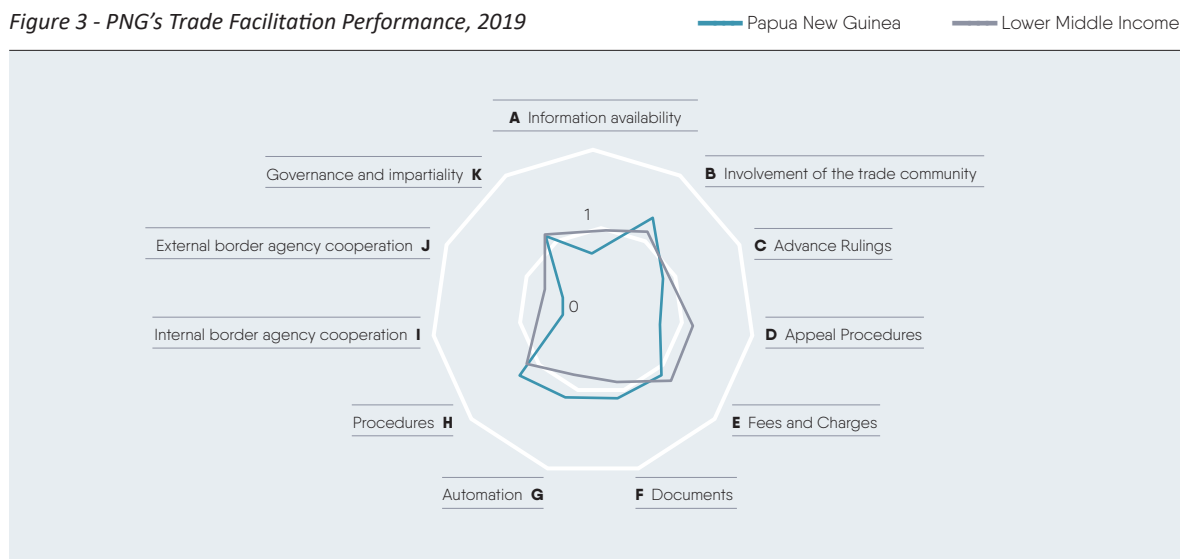 Figure 3 - PNG's Trade Facilitation Performance, 2019
Papua New Guinea
Lower Middle Income
A Information availability
Governance and impartiality K
B Involvement of the trade community
1
External border agency cooperation J
C Advance Rulings
0
Internal border agency cooperation I
D Appeal Procedures
Procedures H
E Fees and Charges
Automation G
F Documents